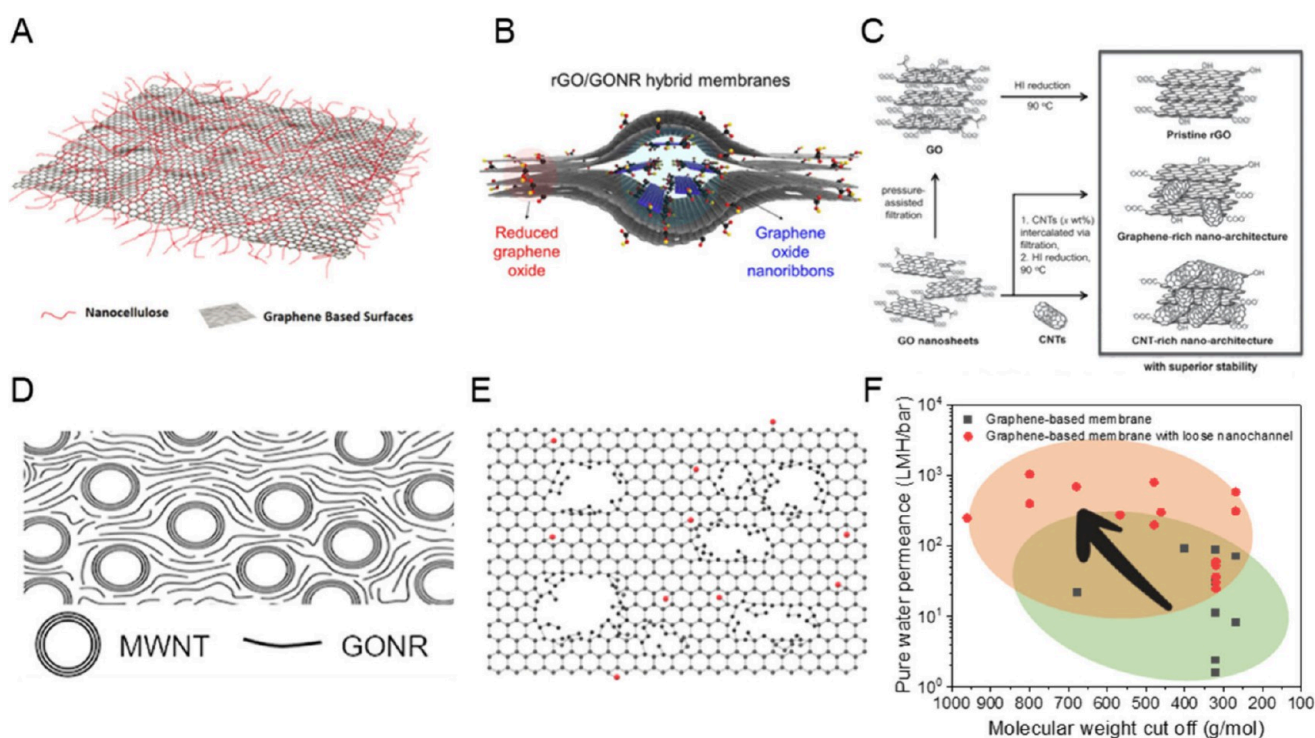 A
Nanocellulose
Graphene Based Surfaces
B
rGO/GONR hybrid membranes
Reduced
graphene
oxide
Graphene
oxide
nanoribbons
C
GO
HI reduction
90 °C
OH
COO⁻
Pristine rGO
pressure-
assisted
filtration
1. CNTs (x wt%)
intercalated via
filtration,
2. HI reduction,
90 °C
Graphene-rich nano-architecture
GO nanosheets
CNTs
CNT-rich nano-architecture
with superior stability
D
MWNT
GONR
E
F
Graphene-based membrane
Graphene-based membrane with loose nanochannel
Pure water permeance (LMH/bar)
10⁴
10³
10²
10¹
10⁰
1000 900 800 700 600 500 400 300 200 100
Molecular weight cut off (g/mol)